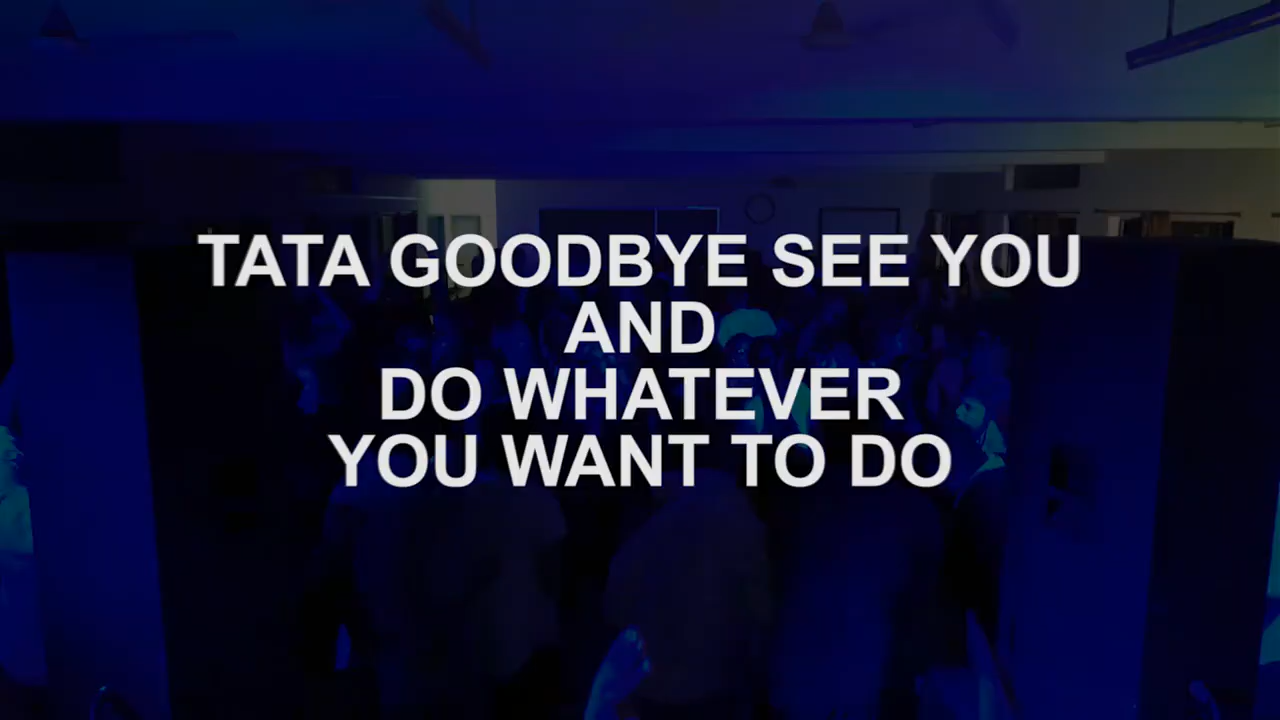 TATA GOODBYE SEE YOU
AND
DO WHATEVER
YOU WANT TO DO